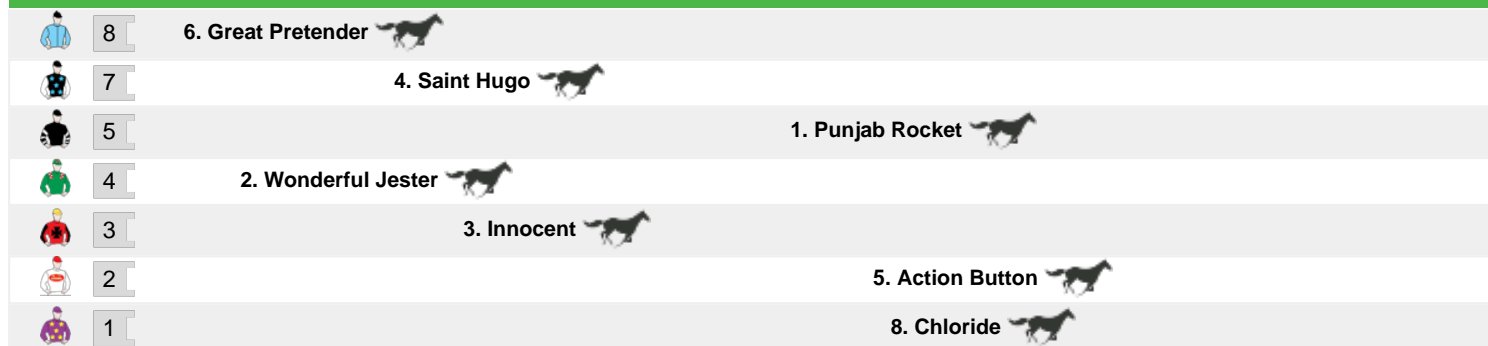 8 6. Great Pretender
7 4. Saint Hugo
5 1. Punjab Rocket
4 2. Wonderful Jester
3 3. Innocent
2 5. Action Button
1 8. Chloride